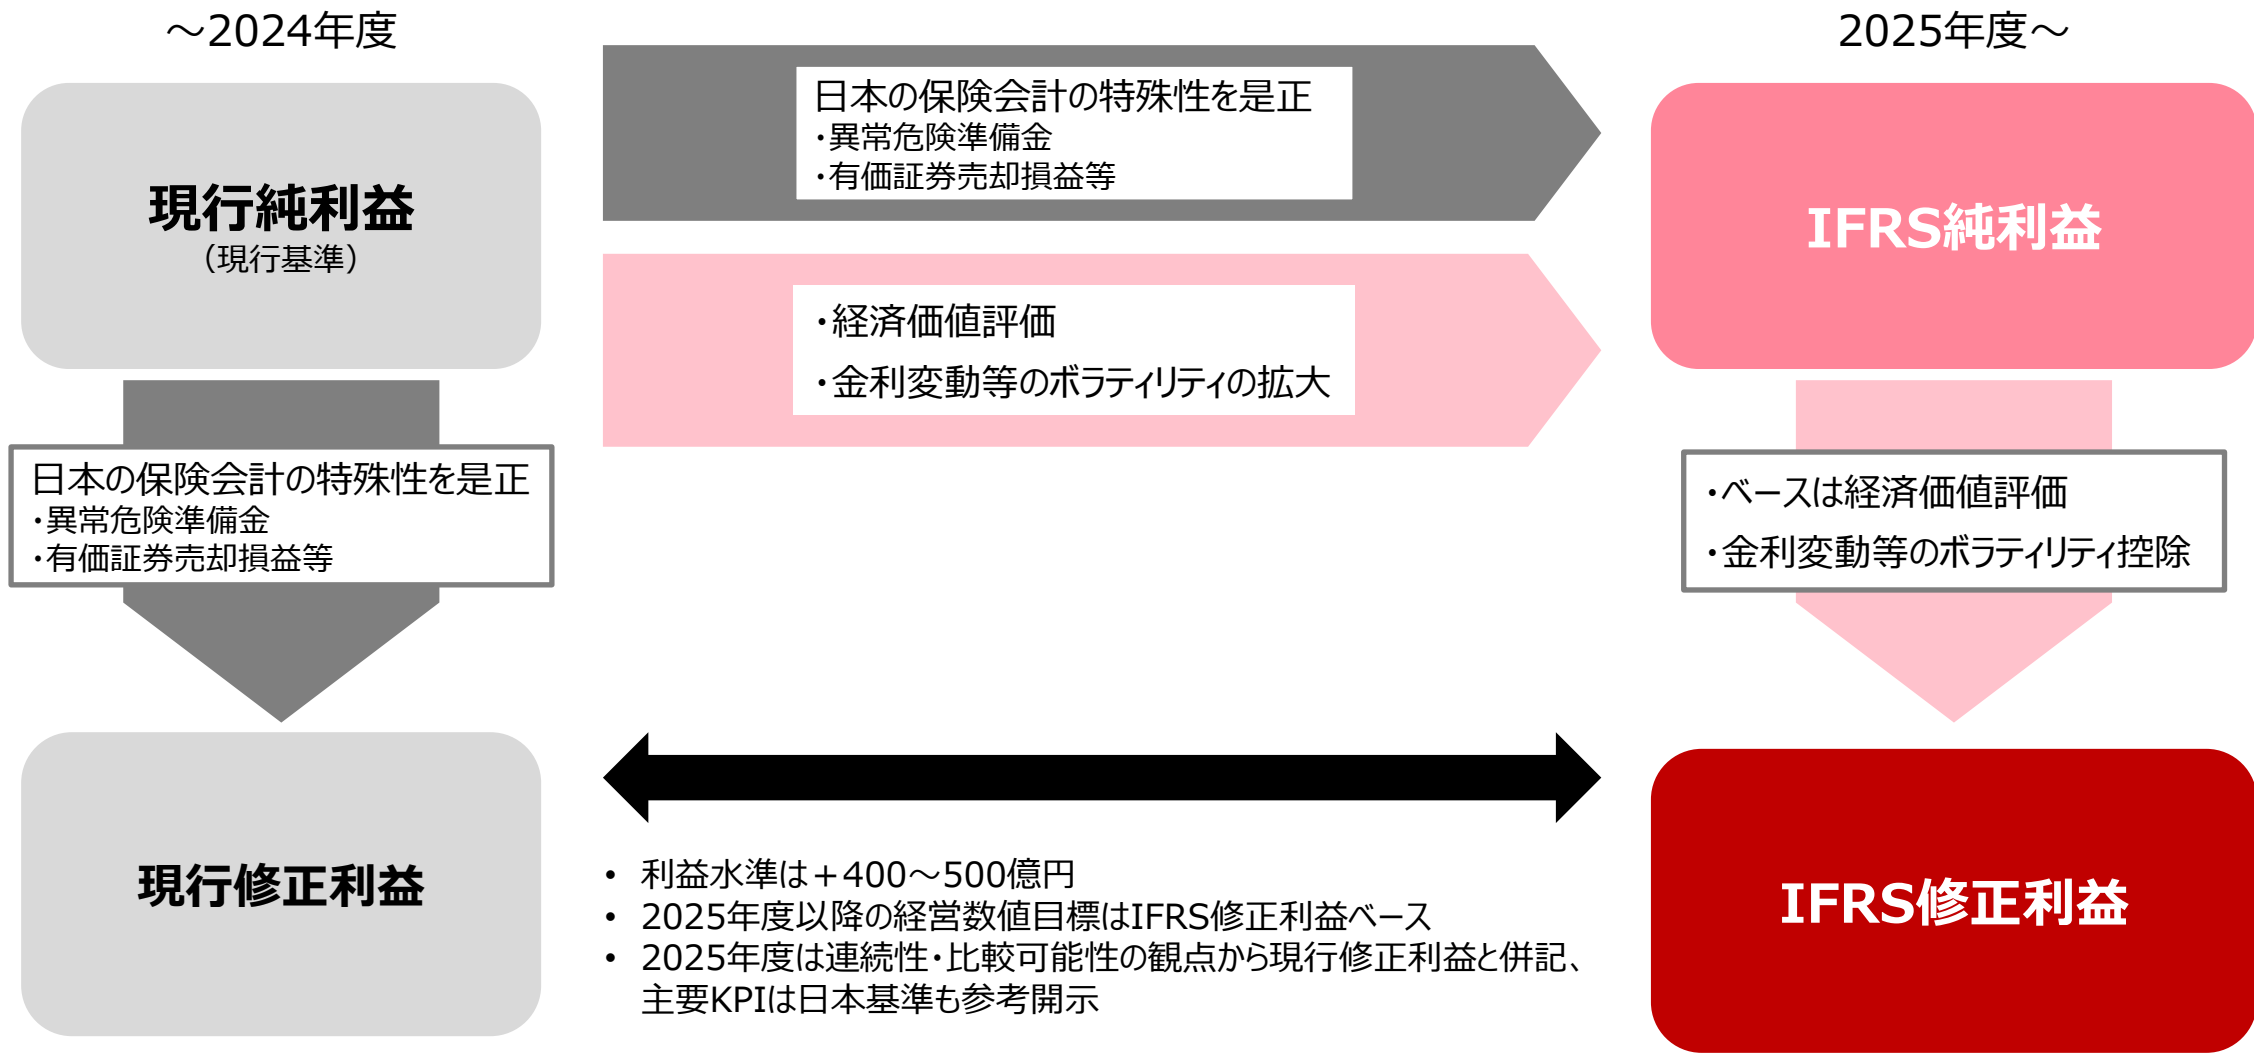 ～2024年度
2025年度～
現行純利益
（現行基準）
日本の保険会計の特殊性を是正
・異常危険準備金
・有価証券売却損益等
・経済価値評価
・金利変動等のボラティリティの拡大
IFRS純利益
日本の保険会計の特殊性を是正
・異常危険準備金
・有価証券売却損益等
・ベースは経済価値評価
・金利変動等のボラティリティ控除
現行修正利益
• 利益水準は＋400～500億円
• 2025年度以降の経営数値目標はIFRS修正利益ベース
• 2025年度は連続性・比較可能性の観点から現行修正利益と併記、
主要KPIは日本基準も参考開示
IFRS修正利益